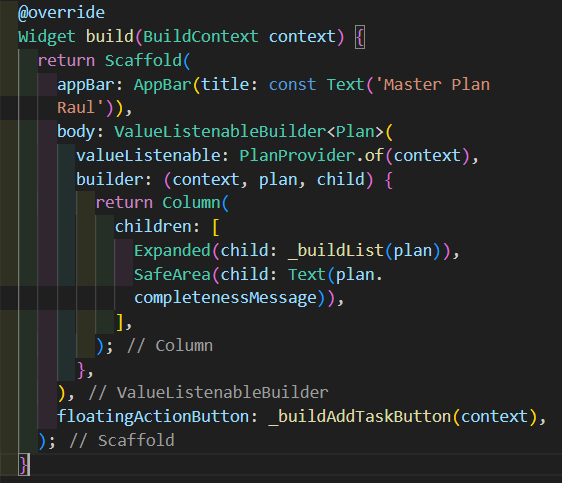 @override
Widget build(BuildContext context) {
return Scaffold(
appBar: AppBar(title: const Text('Master Plan
Raul')),
body: ValueListenableBuilder<Plan>(
valueListenable: PlanProvider.of(context),
builder: (context, plan, child) {
return Column(
children: [
Expanded(child: _buildList(plan)),
SafeArea(child: Text(plan.
completenessMessage)),
],
); // Column
},
), // ValueListenableBuilder
floatingActionButton: _buildAddTaskButton(context),
); // Scaffold
}